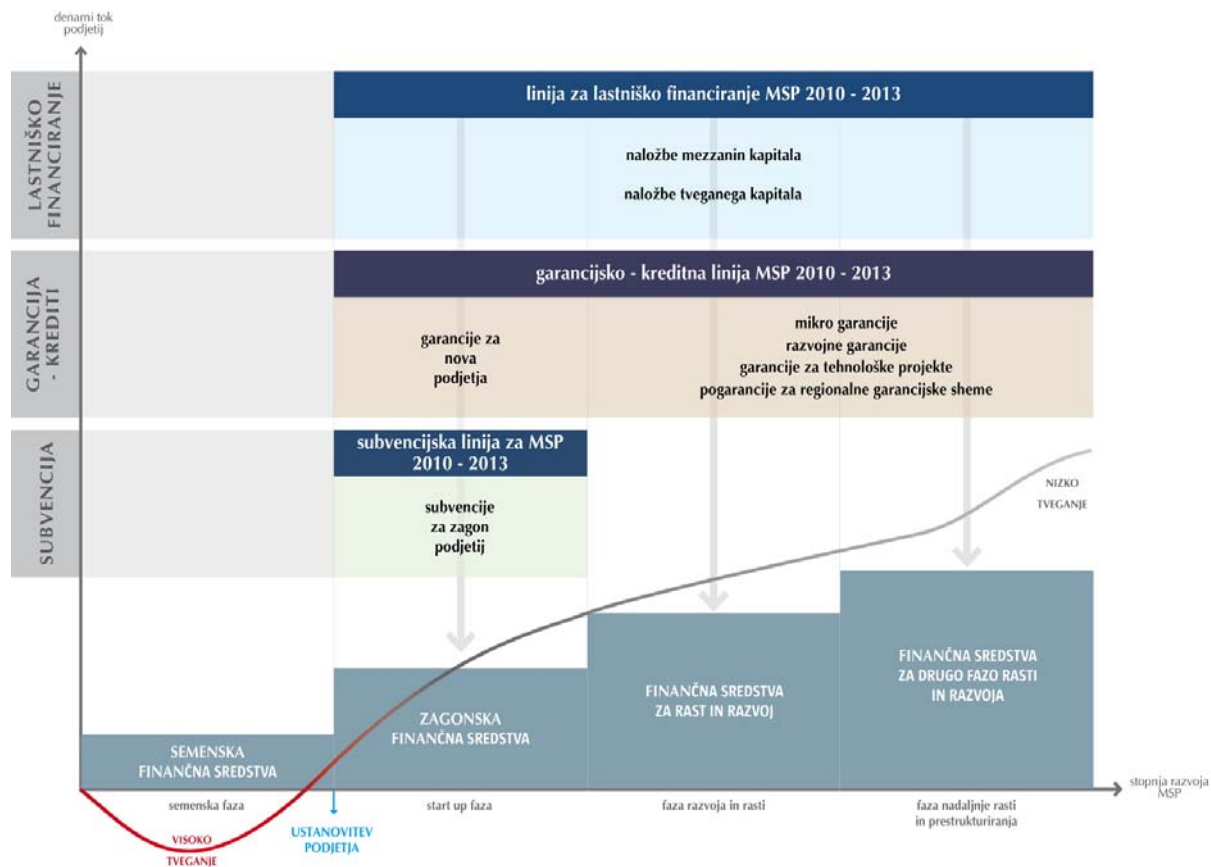 denarni tok
podjetij
LASTNIŠKO
FINANCIRANJE
linija za lastniško financiranje MSP 2010 - 2013
naložbe mezzanin kapitala
naložbe tveganega kapitala
GARANCIJA
- KREDITI
garancijsko - kreditna linija MSP 2010 - 2013
garancije za
nova
podjetja
mikro garancije
razvojne garancije
garancije za tehnološke projekte
pogarancije za regionalne garancijske sheme
SUBVENCIJA
subvencijska linija za MSP
2010 - 2013
subvencije
za zagon
podjetij
NIZKO
TVEGANJE
SEMENSKA
FINANČNA SREDSTVA
ZAGONSKA
FINANČNA SREDSTVA
FINANČNA SREDSTVA
ZA RAST IN RAZVOJ
FINANČNA SREDSTVA
ZA DRUGO FAZO RASTI
IN RAZVOJA
stopnja razvoja
MSP
semenska faza
start up faza
faza razvoja in rasti
faza nadaljnje rasti
in prestrukturiranja
VISOKO
TVEGANJE
USTANOVITEV
PODJETJA